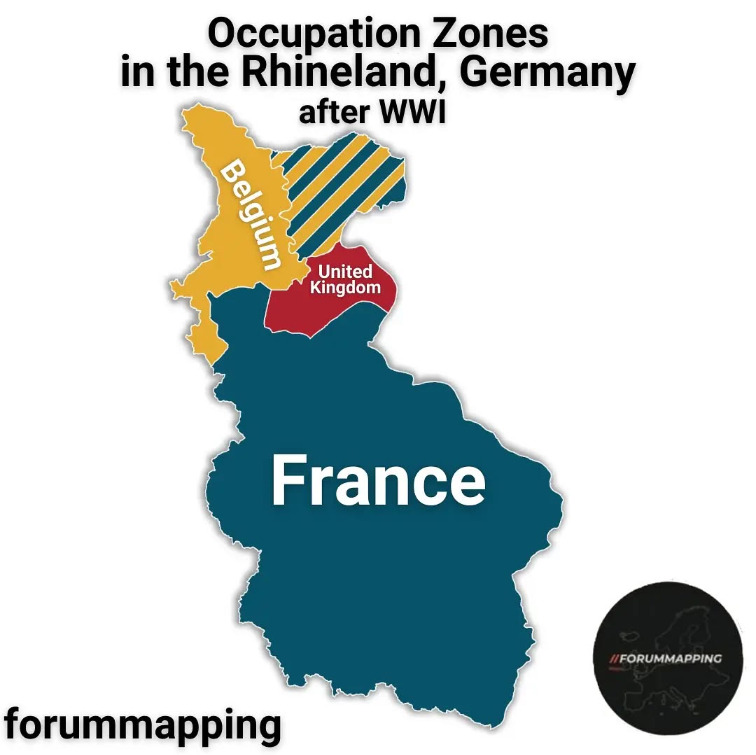 Occupation Zones
in the Rhineland, Germany
after WWI
Belgium
United
Kingdom
France
//FORUMMAPPING
forummapping